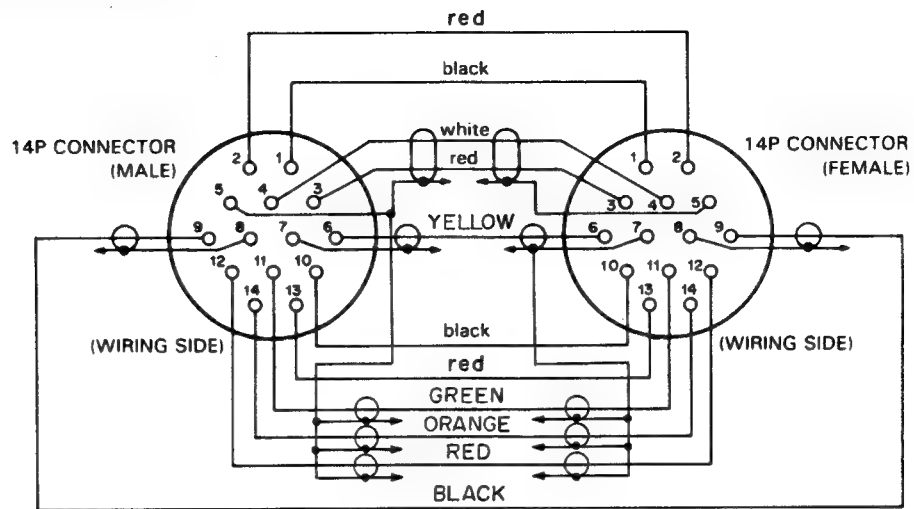 red
black
white
14P CONNECTOR
(MALE)
14P CONNECTOR
(FEMALE)
2
1
1
2
red
5
4
3
3
4
5
YELLOW
9
8
7
6
6
7
8
9
12
11
10
10
11
12
14
13
13
14
(WIRING SIDE)
black
(WIRING SIDE)
red
GREEN
ORANGE
RED
BLACK